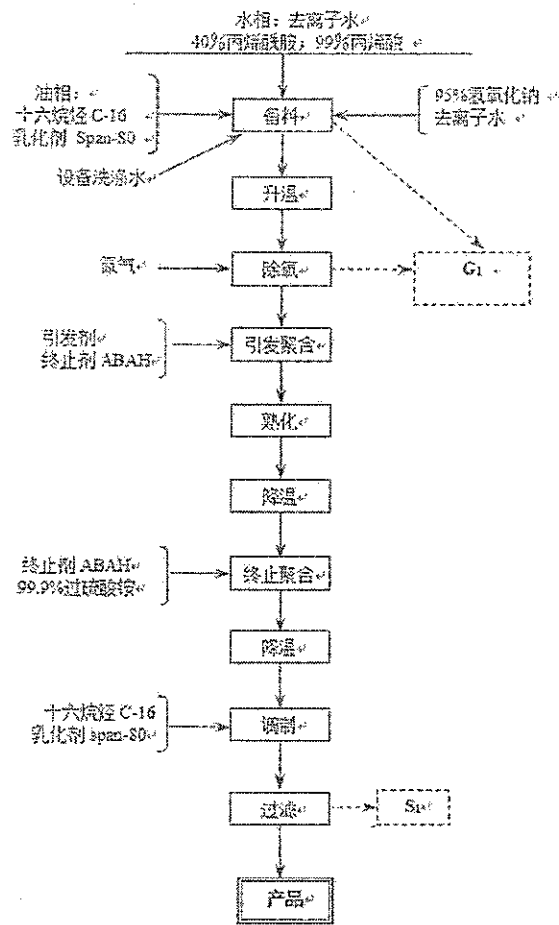 水相：去离子水
40%丙烯酰胺；99%丙烯酸
油相：
十六烷烃 C-16
乳化剂 Span-80
备料
95%氢氧化钠
去离子水
设备洗涤水
升温
氮气
除氧
G1
引发剂
终止剂 ABAH
引发聚合
熟化
降温
终止剂 ABAH
99.9%过硫酸铵
终止聚合
降温
十六烷烃 C-16
乳化剂 span-80
调制
过滤
S1
产品